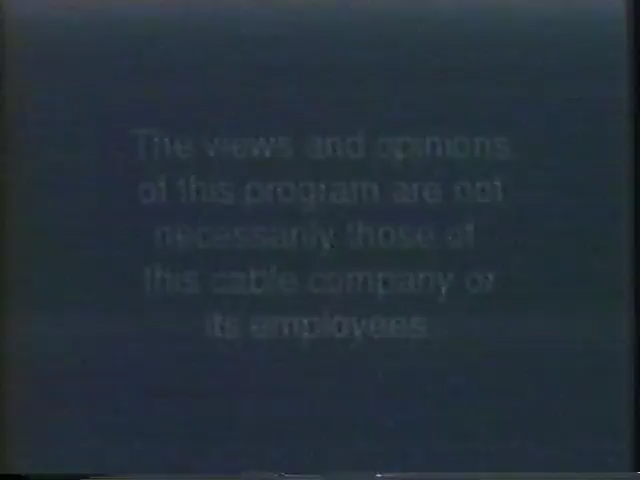 The views and opinions
of this program are not
necessarily those of
this cable company or
its employees